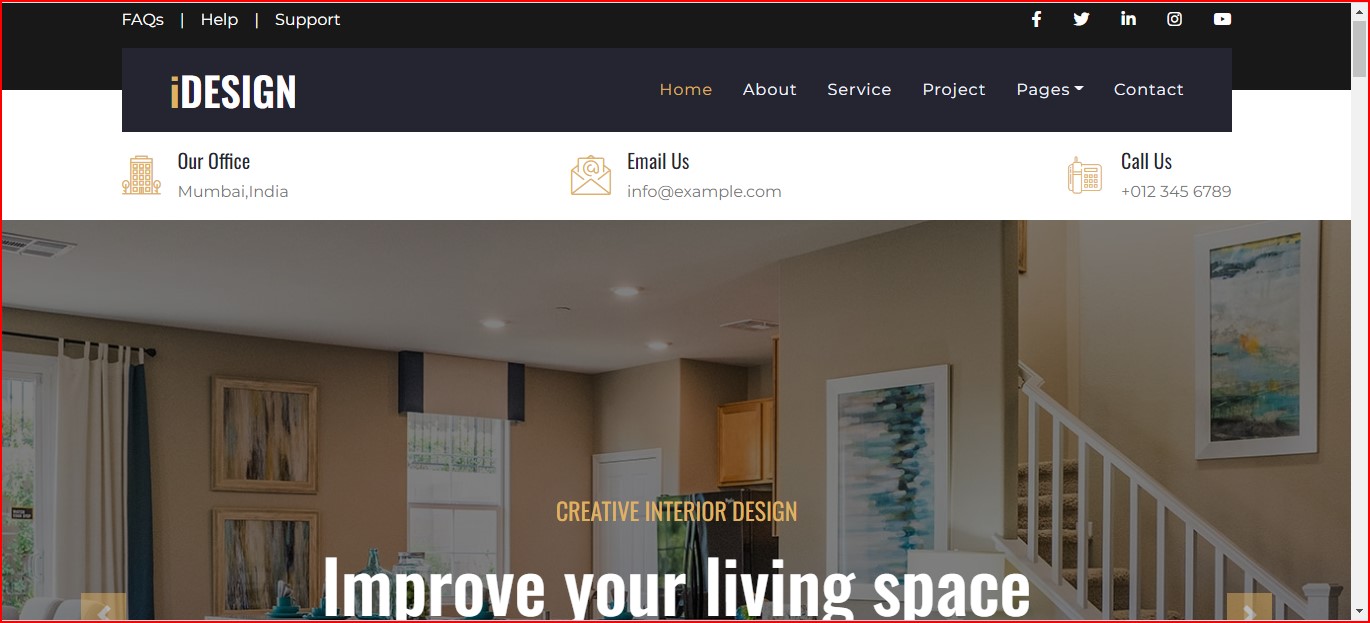 FAQs | Help | Support
iDESIGN
Home About Service Project Pages Contact
Our Office
Mumbai,India
Email Us
info@example.com
Call Us
+012 345 6789
CREATIVE INTERIOR DESIGN
Improve your living space